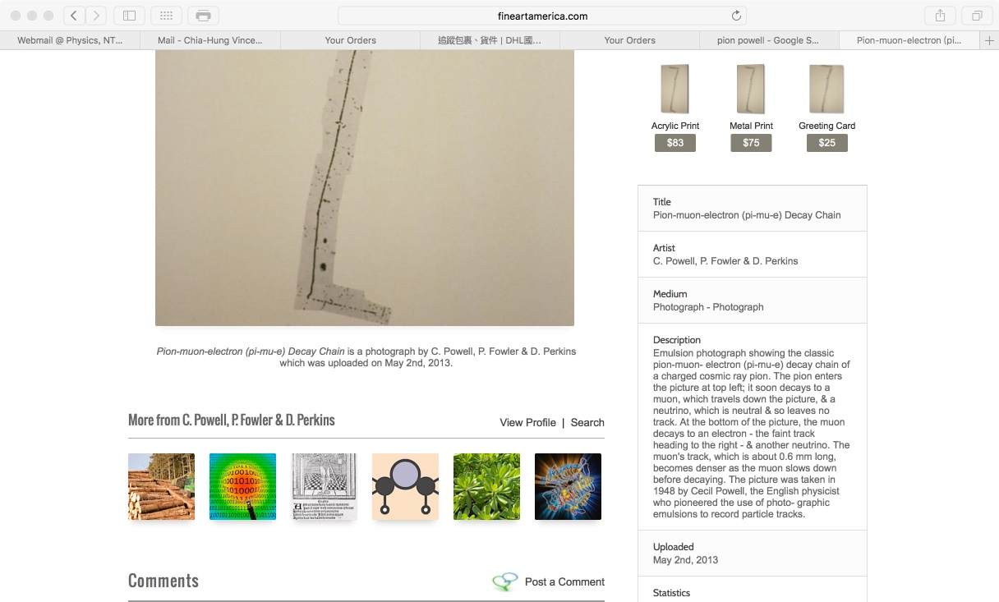 fineartamerica.com
Webmail @ Physics, NT...
Mail - Chia-Hung Vince...
Your Orders
追蹤包裹、貨件 | DHL國...
Your Orders
pion powell - Google S...
Pion-muon-electron (pi...
Acrylic Print
$83
Metal Print
$75
Greeting Card
$25
Pion-muon-electron (pi-mu-e) Decay Chain is a photograph by C. Powell, P. Fowler & D. Perkins
which was uploaded on May 2nd, 2013.
More from C. Powell, P. Fowler & D. Perkins
View Profile | Search
Comments
Post a Comment
Title
Pion-muon-electron (pi-mu-e) Decay Chain
Artist
C. Powell, P. Fowler & D. Perkins
Medium
Photograph - Photograph
Description
Emulsion photograph showing the classic
pion-muon- electron (pi-mu-e) decay chain of
a charged cosmic ray pion. The pion enters
the picture at top left; it soon decays to a
muon, which travels down the picture, & a
neutrino, which is neutral & so leaves no
track. At the bottom of the picture, the muon
decays to an electron - the faint track
heading to the right - & another neutrino. The
muon's track, which is about 0.6 mm long,
becomes denser as the muon slows down
before decaying. The picture was taken in
1948 by Cecil Powell, the English physicist
who pioneered the use of photo- graphic
emulsions to record particle tracks.
Uploaded
May 2nd, 2013
Statistics